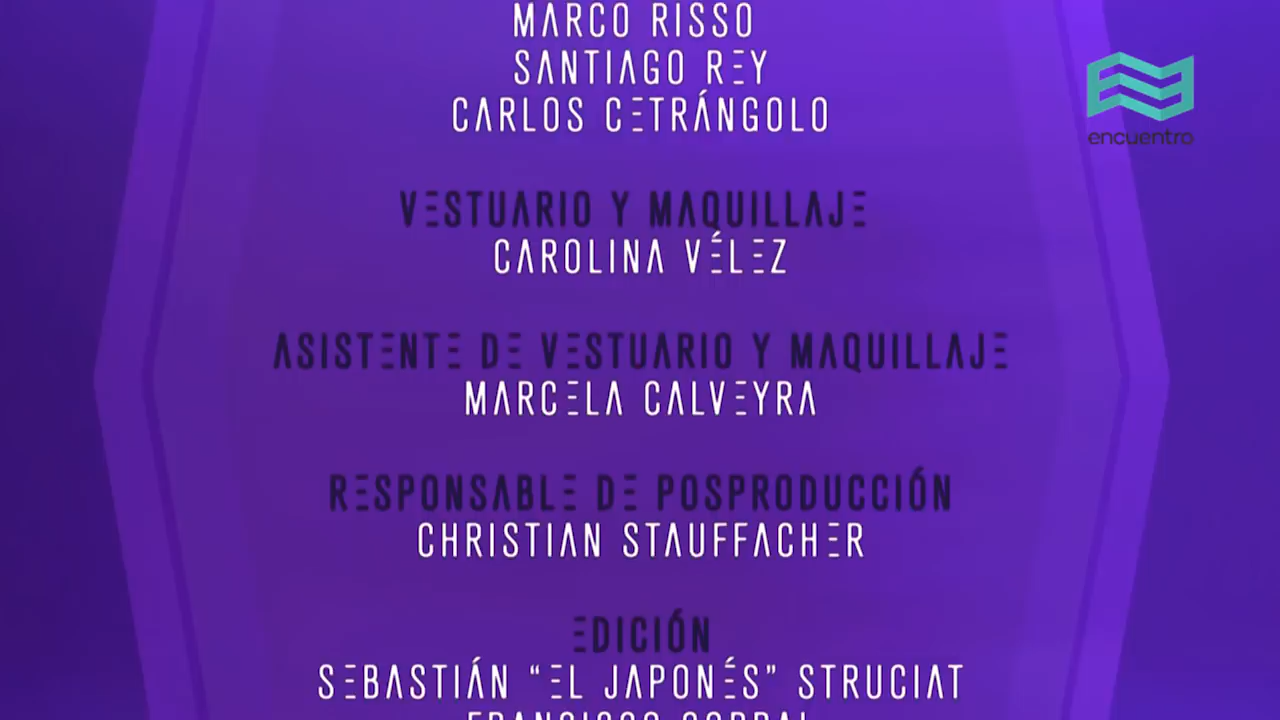 MARCO RISSO
SANTIAGO REY
CARLOS CETRÁNGOLO
encuentro
VESTUARIO Y MAQUILLAJE
CAROLINA VÉLEZ
ASISTENTE DE VESTUARIO Y MAQUILLAJE
MARCELA CALVEYRA
RESPONSABLE DE POSPRODUCCIÓN
CHRISTIAN STAUFFACHER
EDICIÓN
SEBASTIÁN “EL JAPONÉS” STRUCIAT